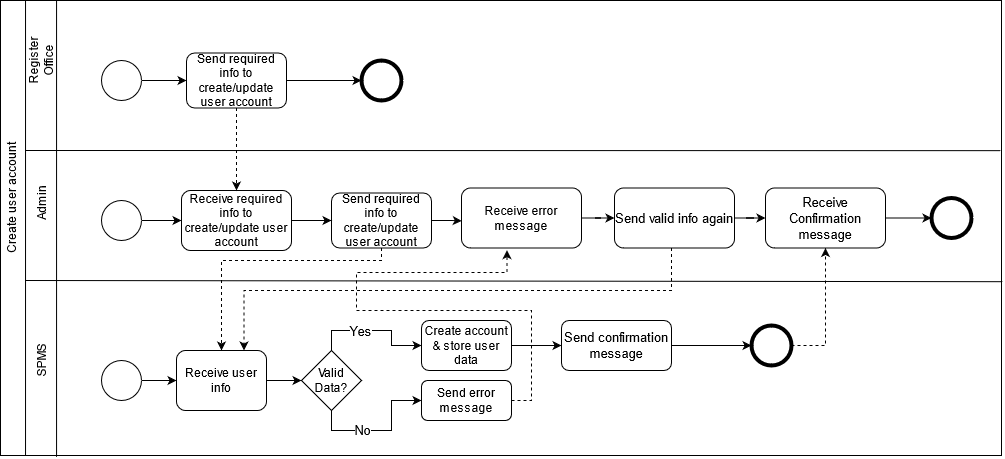 Create user account
Register
Office
Send required
info to
create/update
user account
Admin
Receive required
info to
create/update user
account
Send required
info to
create/update
user account
Receive error
message
Send valid info again
Receive
Confirmation
message
SPMS
Receive user
info
Valid
Data?
Yes
Create account
& store user
data
Send confirmation
message
No
Send error
message